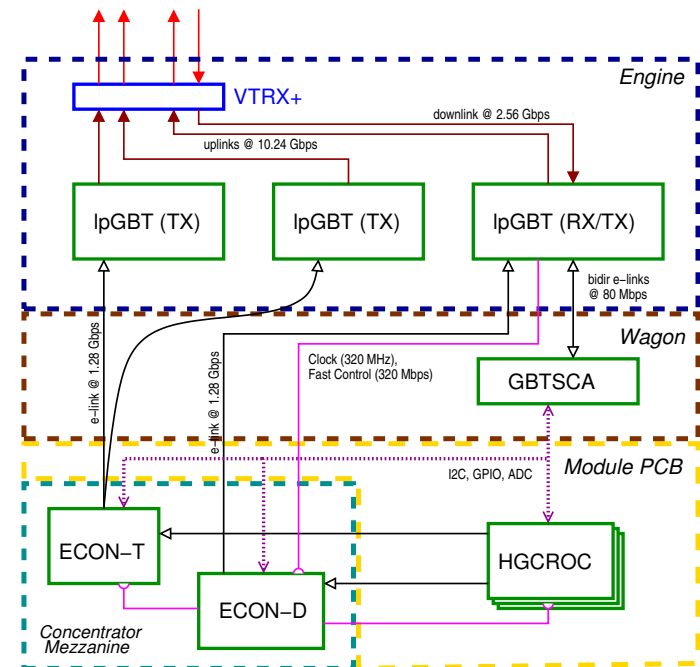 Engine
VTRX+
downlink @ 2.56 Gbps
uplinks @ 10.24 Gbps
lpGBT (TX)
lpGBT (TX)
lpGBT (RX/TX)
bidir e−links
@ 80 Mbps
Wagon
e−link @ 1.28 Gbps
e−link @ 1.28 Gbps
Clock (320 MHz),
Fast Control (320 Mbps)
GBTSCA
Module PCB
I2C, GPIO, ADC
ECON−T
HGCROC
ECON−D
Concentrator
Mezzanine